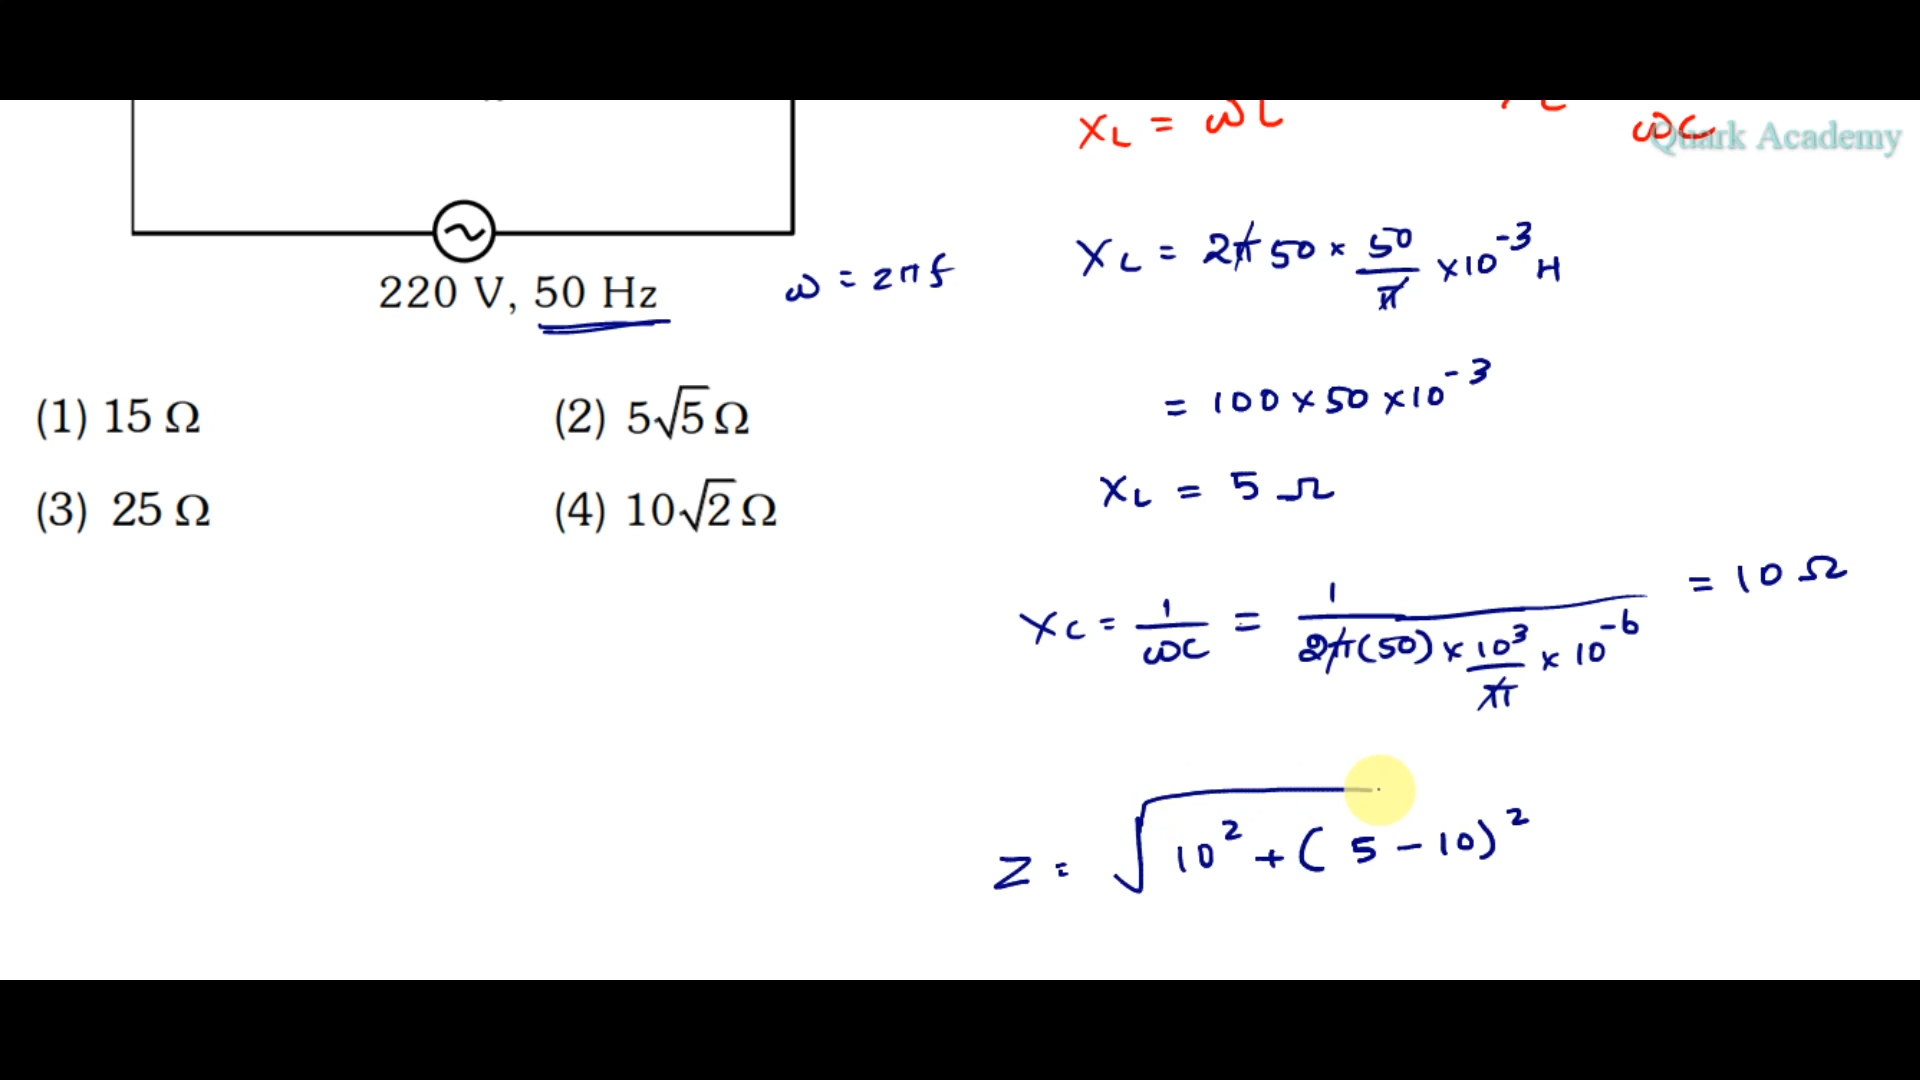 X_L = ωL
ωC
Quark Academy
220 V, 50 Hz
ω = 2πf
X_L = 2π 50 × 50/π × 10^-3 H
= 100 × 50 × 10^-3
(1) 15 Ω
(2) 5√5 Ω
X_L = 5 Ω
(3) 25 Ω
(4) 10√2 Ω
X_C = 1/ωC = 1/(2π(50) × 10^3/π × 10^-6) = 10 Ω
Z = √10^2 + (5 - 10)^2